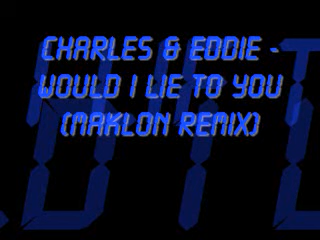 CHARLES & EDDIE -
WOULD I LIE TO YOU
(MAKLON REMIX)